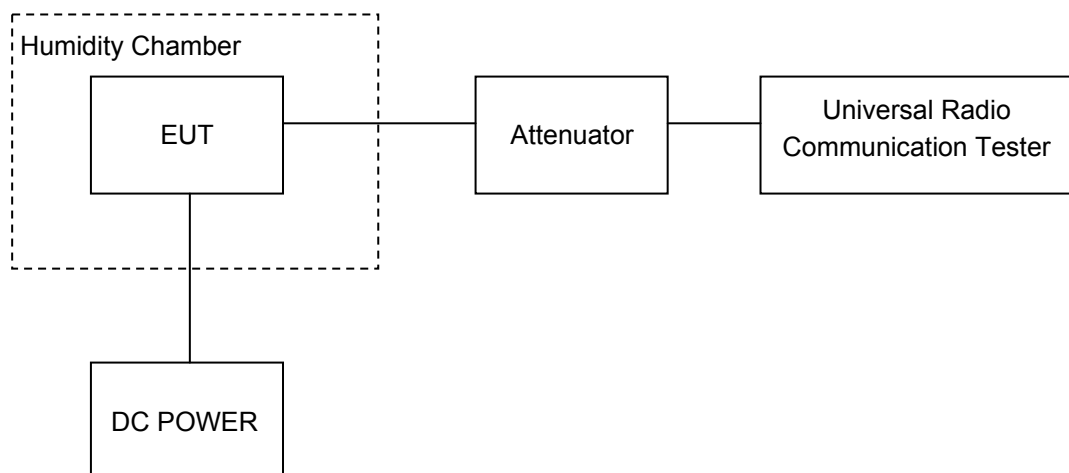 Humidity Chamber
EUT
Attenuator
Universal Radio
Communication Tester
DC POWER